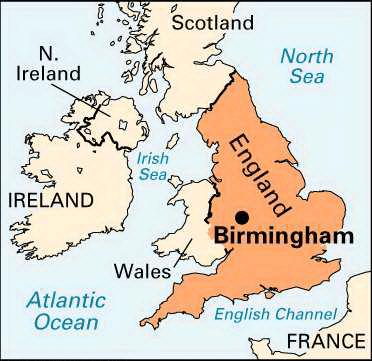 Scotland
N.
Ireland
North
Sea
Irish
Sea
England
IRELAND
Birmingham
Wales
Atlantic
Ocean
English Channel
FRANCE